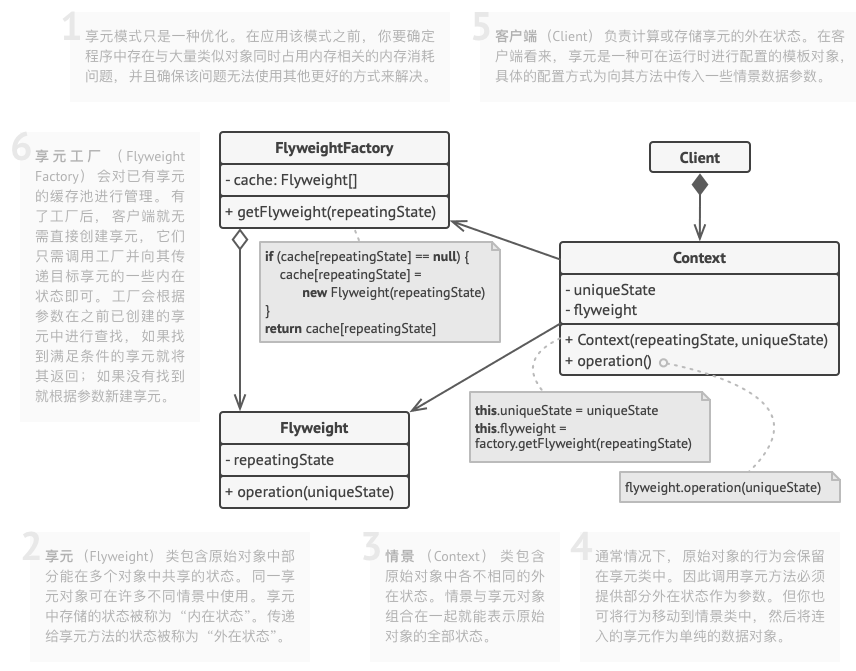 1
享元模式只是一种优化。在应用该模式之前，你要确定
程序中存在与大量类似对象同时占用内存相关的内存消耗
问题，并且确保该问题无法使用其他更好的方式来解决。
5
客户端（Client）负责计算或存储享元的外在状态。在客
户端看来，享元是一种可在运行时进行配置的模板对象，
具体的配置方式为向其方法中传入一些情景数据参数。
6
享元工厂（Flyweight
Factory）会对已有享元
的缓存池进行管理。有
了工厂后，客户端就无
需直接创建享元，它们
只需调用工厂并向其传
递目标享元的一些内在
状态即可。工厂会根据
参数在之前已创建的享
元中进行查找，如果找
到满足条件的享元就将
其返回；如果没有找到
就根据参数新建享元。
FlyweightFactory
- cache: Flyweight[]
+ getFlyweight(repeatingState)
if (cache[repeatingState] == null) {
cache[repeatingState] =
new Flyweight(repeatingState)
}
return cache[repeatingState]
Client
Context
- uniqueState
- flyweight
+ Context(repeatingState, uniqueState)
+ operation()
this.uniqueState = uniqueState
this.flyweight =
factory.getFlyweight(repeatingState)
flyweight.operation(uniqueState)
Flyweight
- repeatingState
+ operation(uniqueState)
2
享元（Flyweight）类包含原始对象中部
分能在多个对象中共享的状态。同一享
元对象可在许多不同情景中使用。享元
中存储的状态被称为“内在状态”。传递
给享元方法的状态被称为“外在状态”。
3
情景（Context）类包含
原始对象中各不相同的外
在状态。情景与享元对象
组合在一起就能表示原始
对象的全部状态。
4
通常情况下，原始对象的行为会保留
在享元类中。因此调用享元方法必须
提供部分外在状态作为参数。但你也
可将行为移动到情景类中，然后将连
入的享元作为单纯的数据对象。